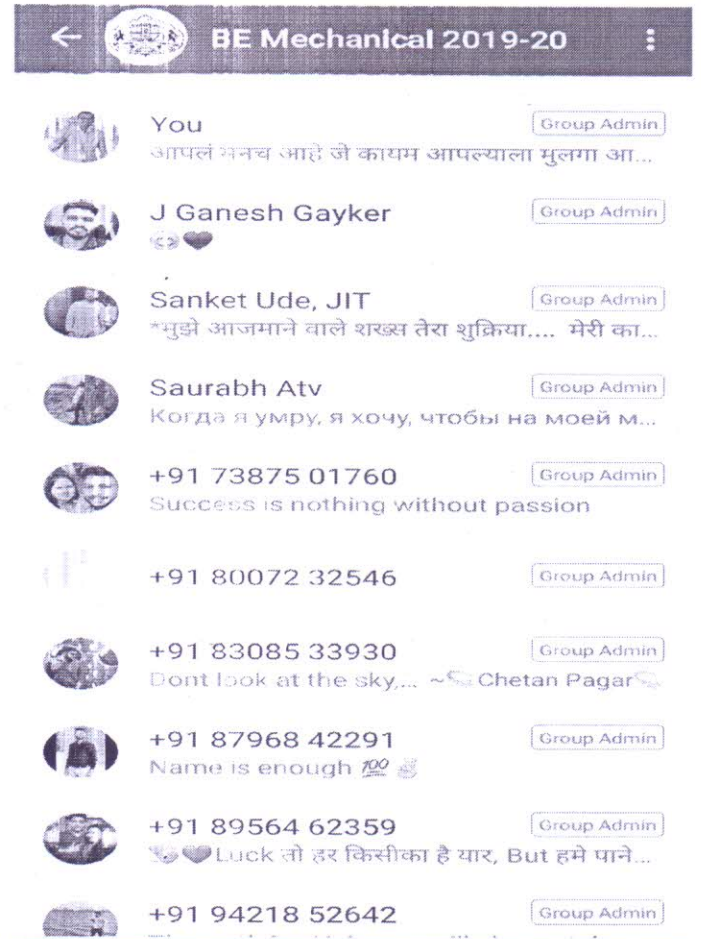 BE Mechanical 2019-20
You
Group Admin
आपलं मनच आहे जे कायम आपल्याला मुलगा आ...
J Ganesh Gayker
Group Admin
Sanket Ude, JIT
Group Admin
*मुझे आजमाने वाले शख्स तेरा शुक्रिया.... मेरी का...
Saurabh Atv
Group Admin
Когда я умру, я хочу, чтобы на моей м...
+91 73875 01760
Group Admin
Success is nothing without passion
+91 80072 32546
Group Admin
+91 83085 33930
Group Admin
Dont look at the sky,... ~ Chetan Pagar
+91 87968 42291
Group Admin
Name is enough 💯
+91 89564 62359
Group Admin
Luck तो हर किसीका है यार, But हमे पाने...
+91 94218 52642
Group Admin